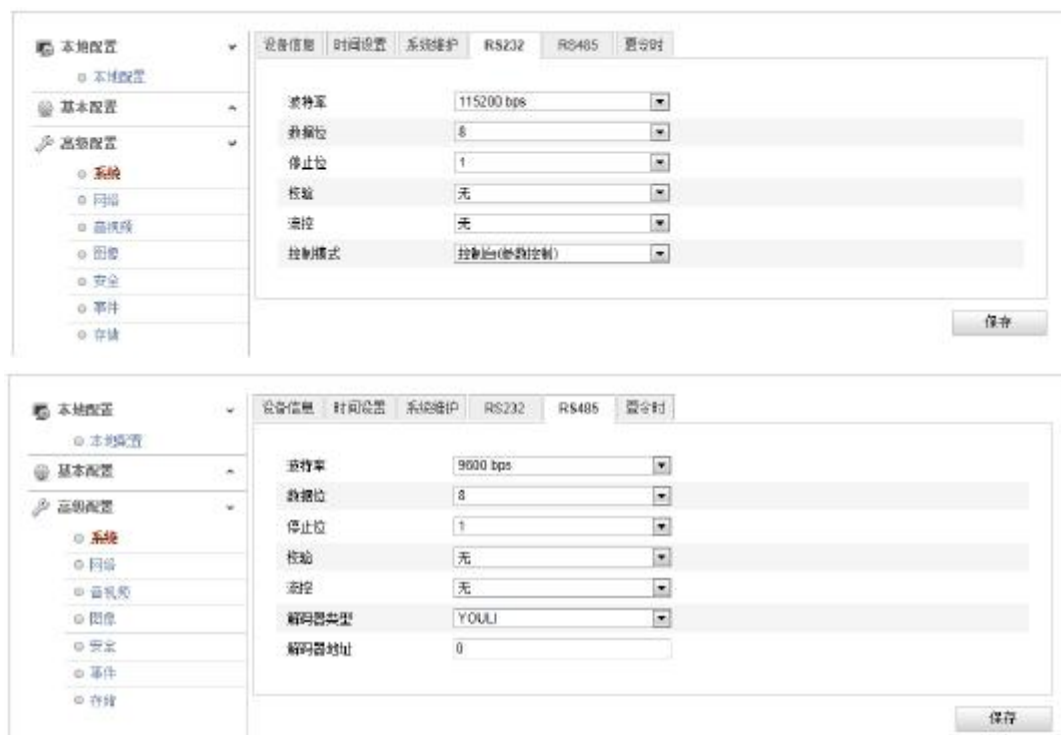 本地配置
设备信息 时间设置 系统维护 RS232 RS485 夏令时
本地配置
基本配置
波特率 115200 bps
高级配置
数据位 8
系统
停止位 1
网络
校验 无
音视频
流控 无
图像
控制模式 控制台(参数控制)
安全
事件
存储
保存
本地配置
设备信息 时间设置 系统维护 RS232 RS485 夏令时
本地配置
基本配置
波特率 9600 bps
高级配置
数据位 8
系统
停止位 1
网络
校验 无
音视频
流控 无
图像
解码器类型 YOULI
安全
解码器地址 0
事件
存储
保存